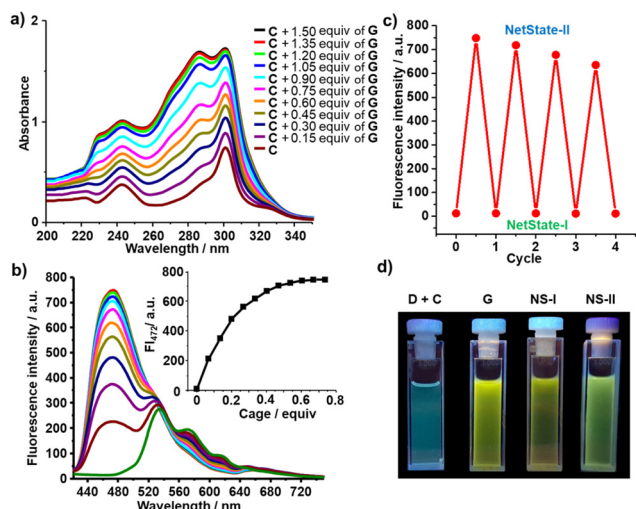 a)
2
1
0
Absorbance
C + 1.50 equiv of G
C + 1.35 equiv of G
C + 1.20 equiv of G
C + 1.05 equiv of G
C + 0.90 equiv of G
C + 0.75 equiv of G
C + 0.60 equiv of G
C + 0.45 equiv of G
C + 0.30 equiv of G
C + 0.15 equiv of G
C
200 220 240 260 280 300 320 340
Wavelength / nm
c)
NetState-II
800
700
600
500
400
300
200
100
0
Fluorescence intensity / a.u.
NetState-I
0 1 2 3 4
Cycle
b)
800
700
600
500
400
300
200
100
0
Fluorescence intensity / a.u.
800
400
0
FI472/ a.u.
0 0.2 0.4 0.6 0.8
Cage / equiv
440 480 520 560 600 640 680 720
Wavelength / nm
d)
D + C G NS-I NS-II